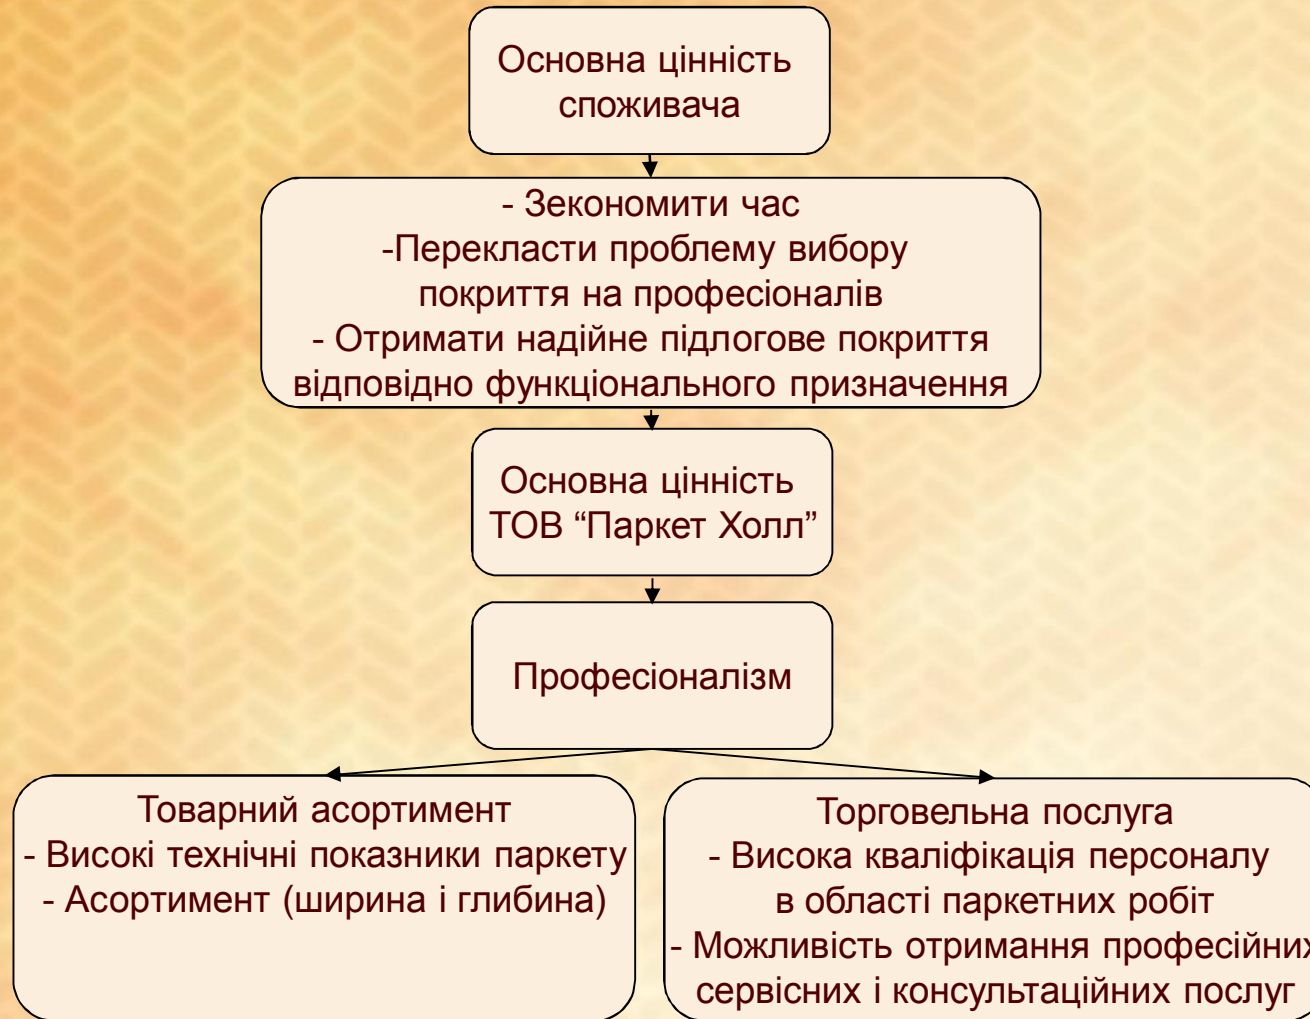 Основна цінність
споживача
- Зекономити час
-Перекласти проблему вибору
покриття на професіоналів
- Отримати надійне підлогове покриття
відповідно функціонального призначення
Основна цінність
ТОВ “Паркет Холл”
Професіоналізм
Товарний асортимент
- Високі технічні показники паркету
- Асортимент (ширина і глибина)
Торговельна послуга
- Висока кваліфікація персоналу
в області паркетних робіт
- Можливість отримання професійних
сервісних і консультаційних послуг